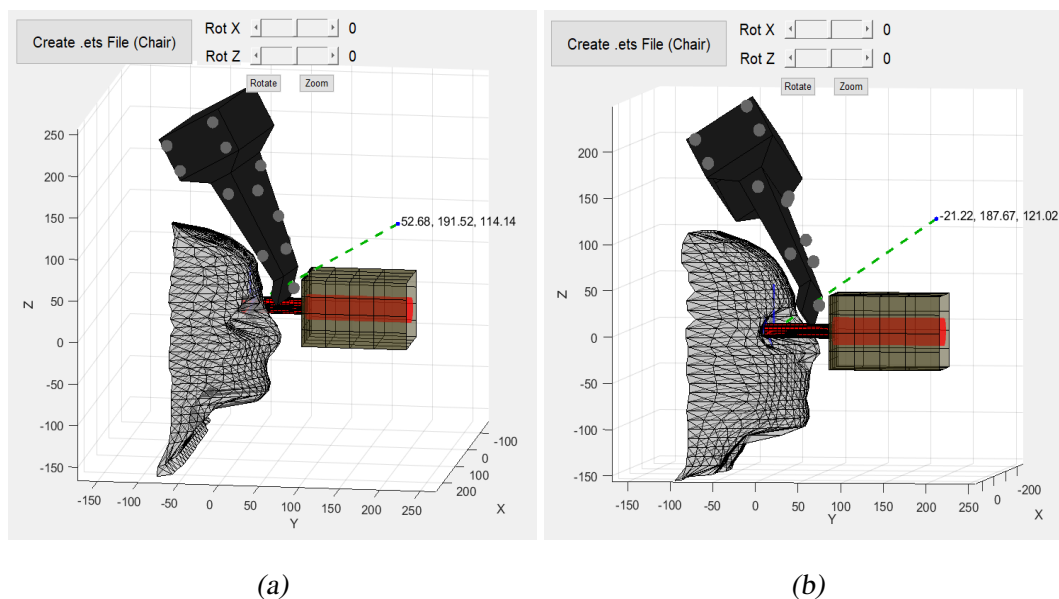 Create .ets File (Chair)
Rot X 0
Rot Z 0
Rotate Zoom
250
200
150
100
50
0
-50
-100
-150
Z
52.68, 191.52, 114.14
-150 -100 -50 0 50 100 150 200 250
Y
-100
0
100
200
X
(a)
Create .ets File (Chair)
Rot X 0
Rot Z 0
Rotate Zoom
200
150
100
50
0
-50
-100
-150
Z
-21.22, 187.67, 121.02
-150 -100 -50 0 50 100 150 200 250
Y
-200
0
X
(b)